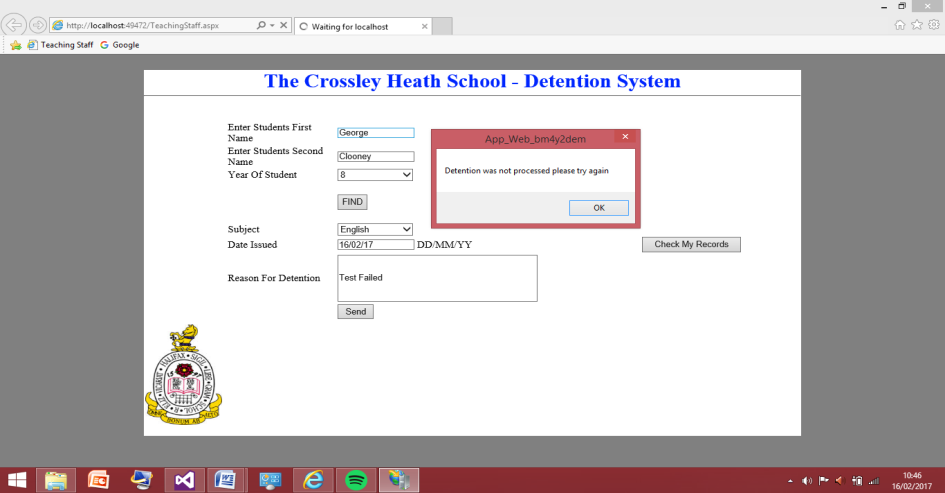 http://localhost:49472/TeachingStaff.aspx
Waiting for localhost
Teaching Staff
Google
The Crossley Heath School - Detention System
Enter Students First
Name
George
Enter Students Second
Name
Clooney
Year Of Student
8
FIND
App_Web_bm4y2dem
Detention was not processed please try again
OK
Subject
English
Date Issued
16/02/17
DD/MM/YY
Check My Records
Reason For Detention
Test Failed
Send
10:46
16/02/2017